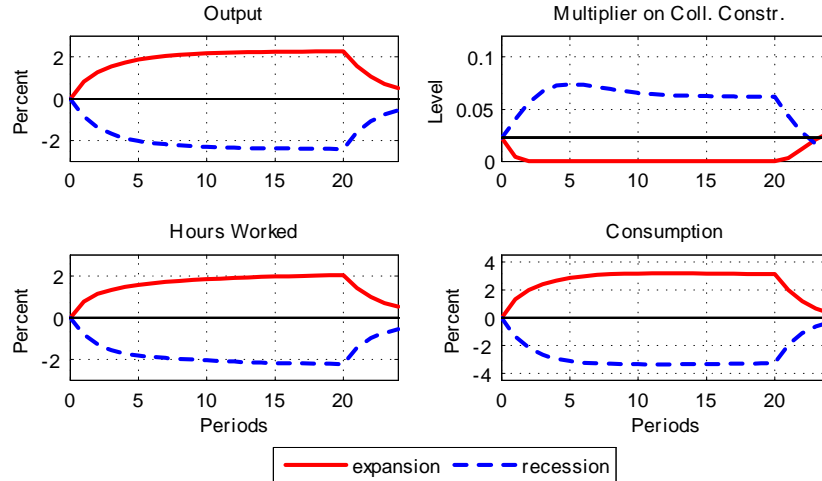 Output
Percent
2
0
-2
0 5 10 15 20
Multiplier on Coll. Constr.
Level
0.1
0.05
0
0 5 10 15 20
Hours Worked
Percent
2
0
-2
0 5 10 15 20
Periods
Consumption
Percent
4
2
0
-2
-4
0 5 10 15 20
Periods
expansion recession